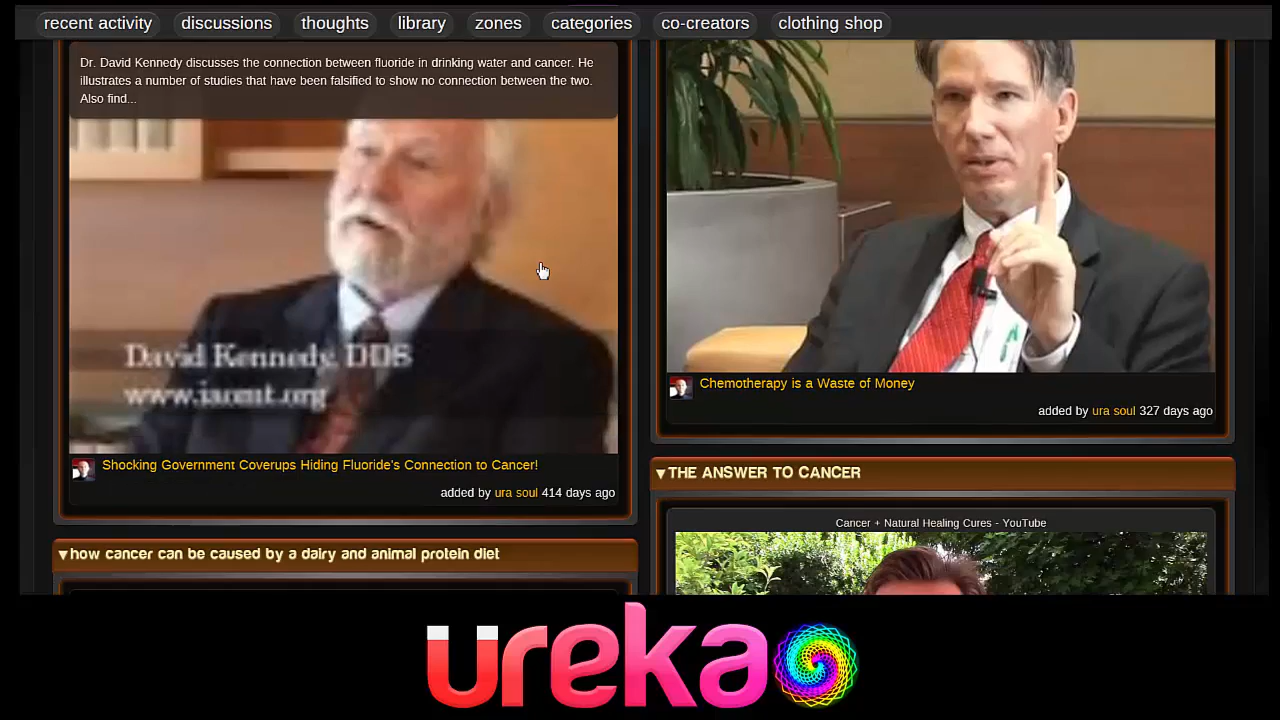 recent activity discussions thoughts library zones categories co-creators clothing shop
Dr. David Kennedy discusses the connection between fluoride in drinking water and cancer. He
illustrates a number of studies that have been falsified to show no connection between the two.
Also find...
David Kennedy, DDS
www.iaomt.org
Shocking Government Coverups Hiding Fluoride's Connection to Cancer!
added by ura soul 414 days ago
▼how cancer can be caused by a dairy and animal protein diet
Chemotherapy is a Waste of Money
added by ura soul 327 days ago
▼THE ANSWER TO CANCER
Cancer + Natural Healing Cures - YouTube
ureka